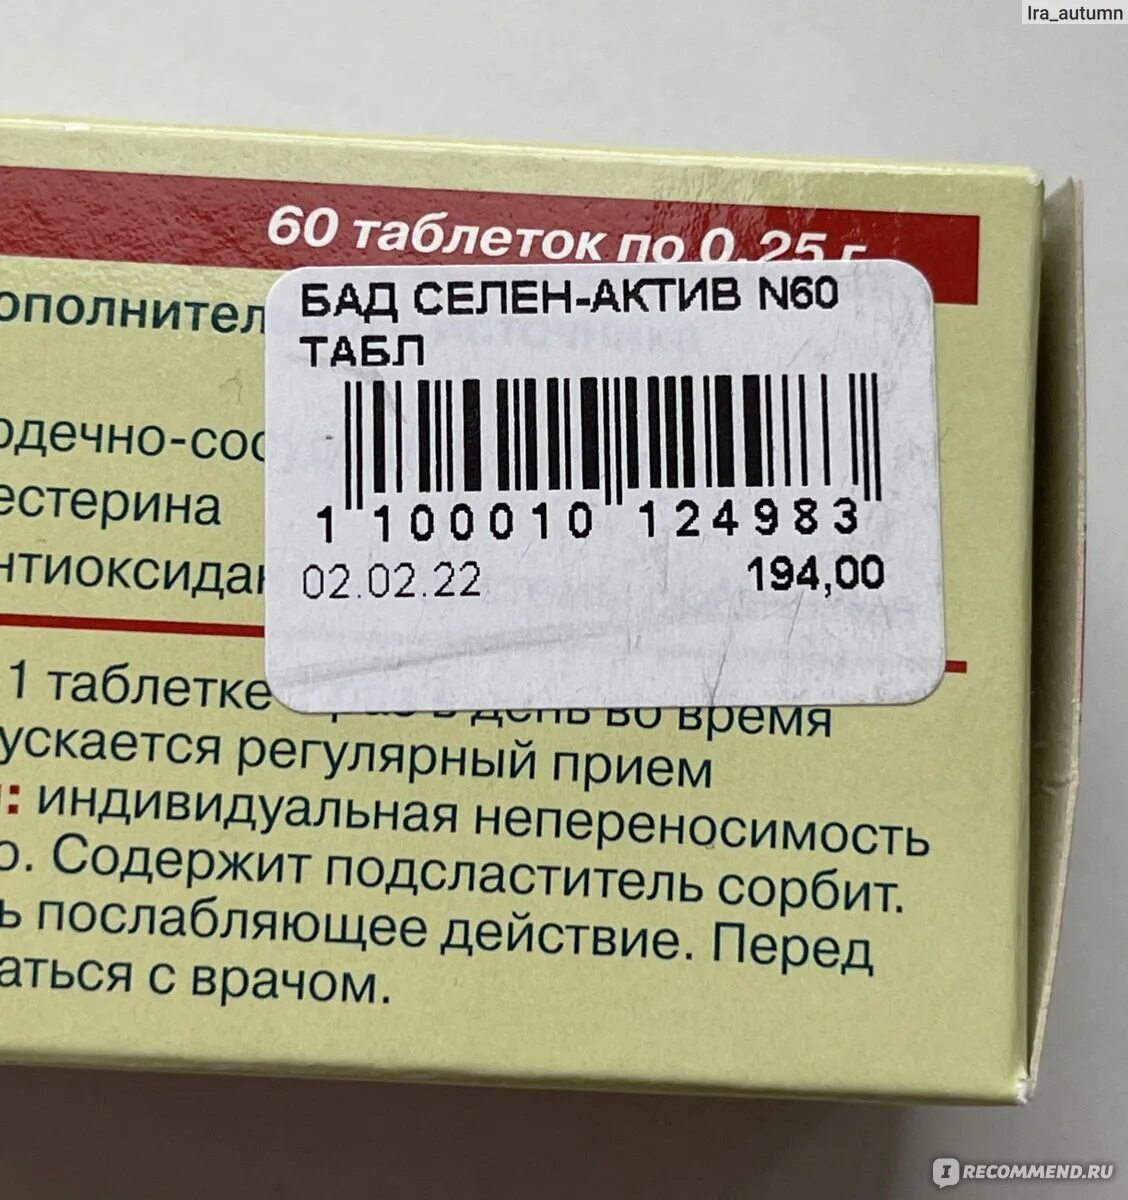 Ira_autumn
60 таблеток по 0,25 г
БАД СЕЛЕН-АКТИВ N60
ТАБЛ
1 100010 124983
02.02.22
194,00
ополнител
рдечно-сос
естерина
нтиоксидан
1 таблетке
в день во время
ускается регулярный прием
: индивидуальная непереносимость
о. Содержит подсластитель сорбит.
ь послабляющее действие. Перед
аться с врачом.
IRECOMMEND.RU